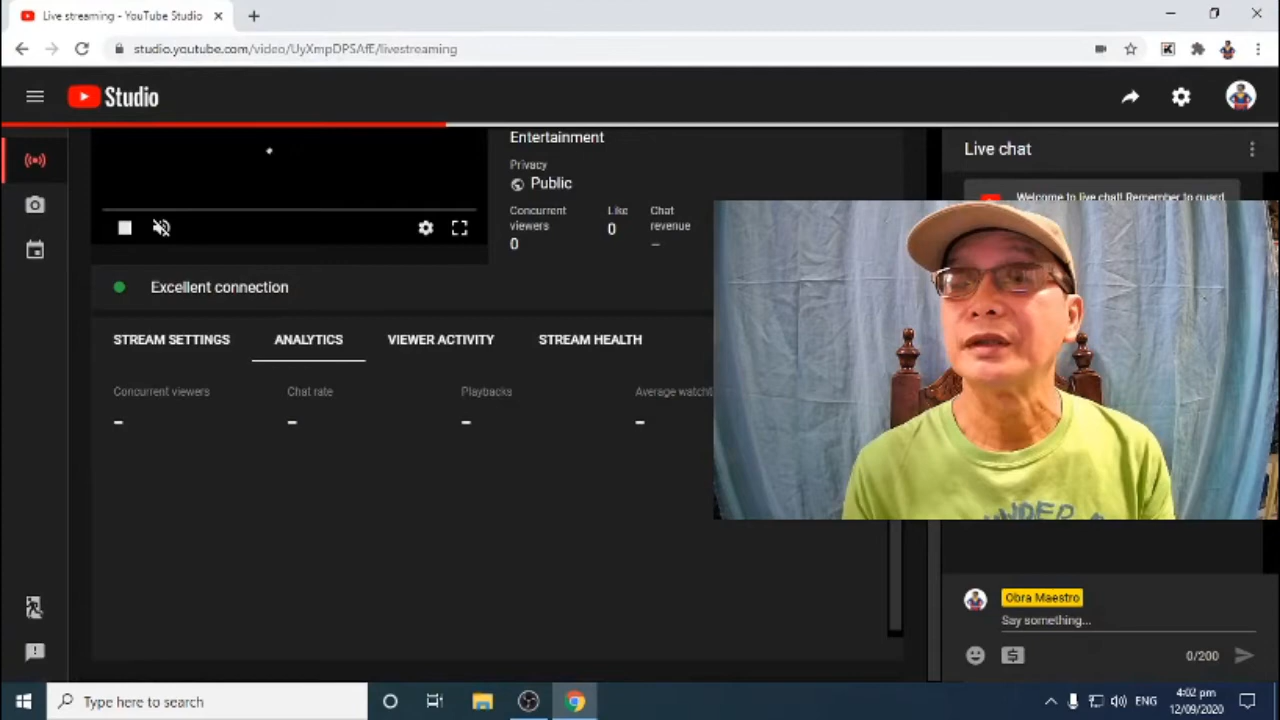 Live streaming - YouTube Studio
studio.youtube.com/video/UyXmpDPSAfE/livestreaming
Studio
Entertainment
Privacy
Public
Concurrent viewers
Like
Chat revenue
0
0
–
Live chat
Welcome to live chat! Remember to guard
Excellent connection
STREAM SETTINGS
ANALYTICS
VIEWER ACTIVITY
STREAM HEALTH
Concurrent viewers
Chat rate
Playbacks
Average watch
–
–
–
–
UNDER
Obra Maestro
Say something...
0/200
Type here to search
ENG
4:02 pm
12/09/2020